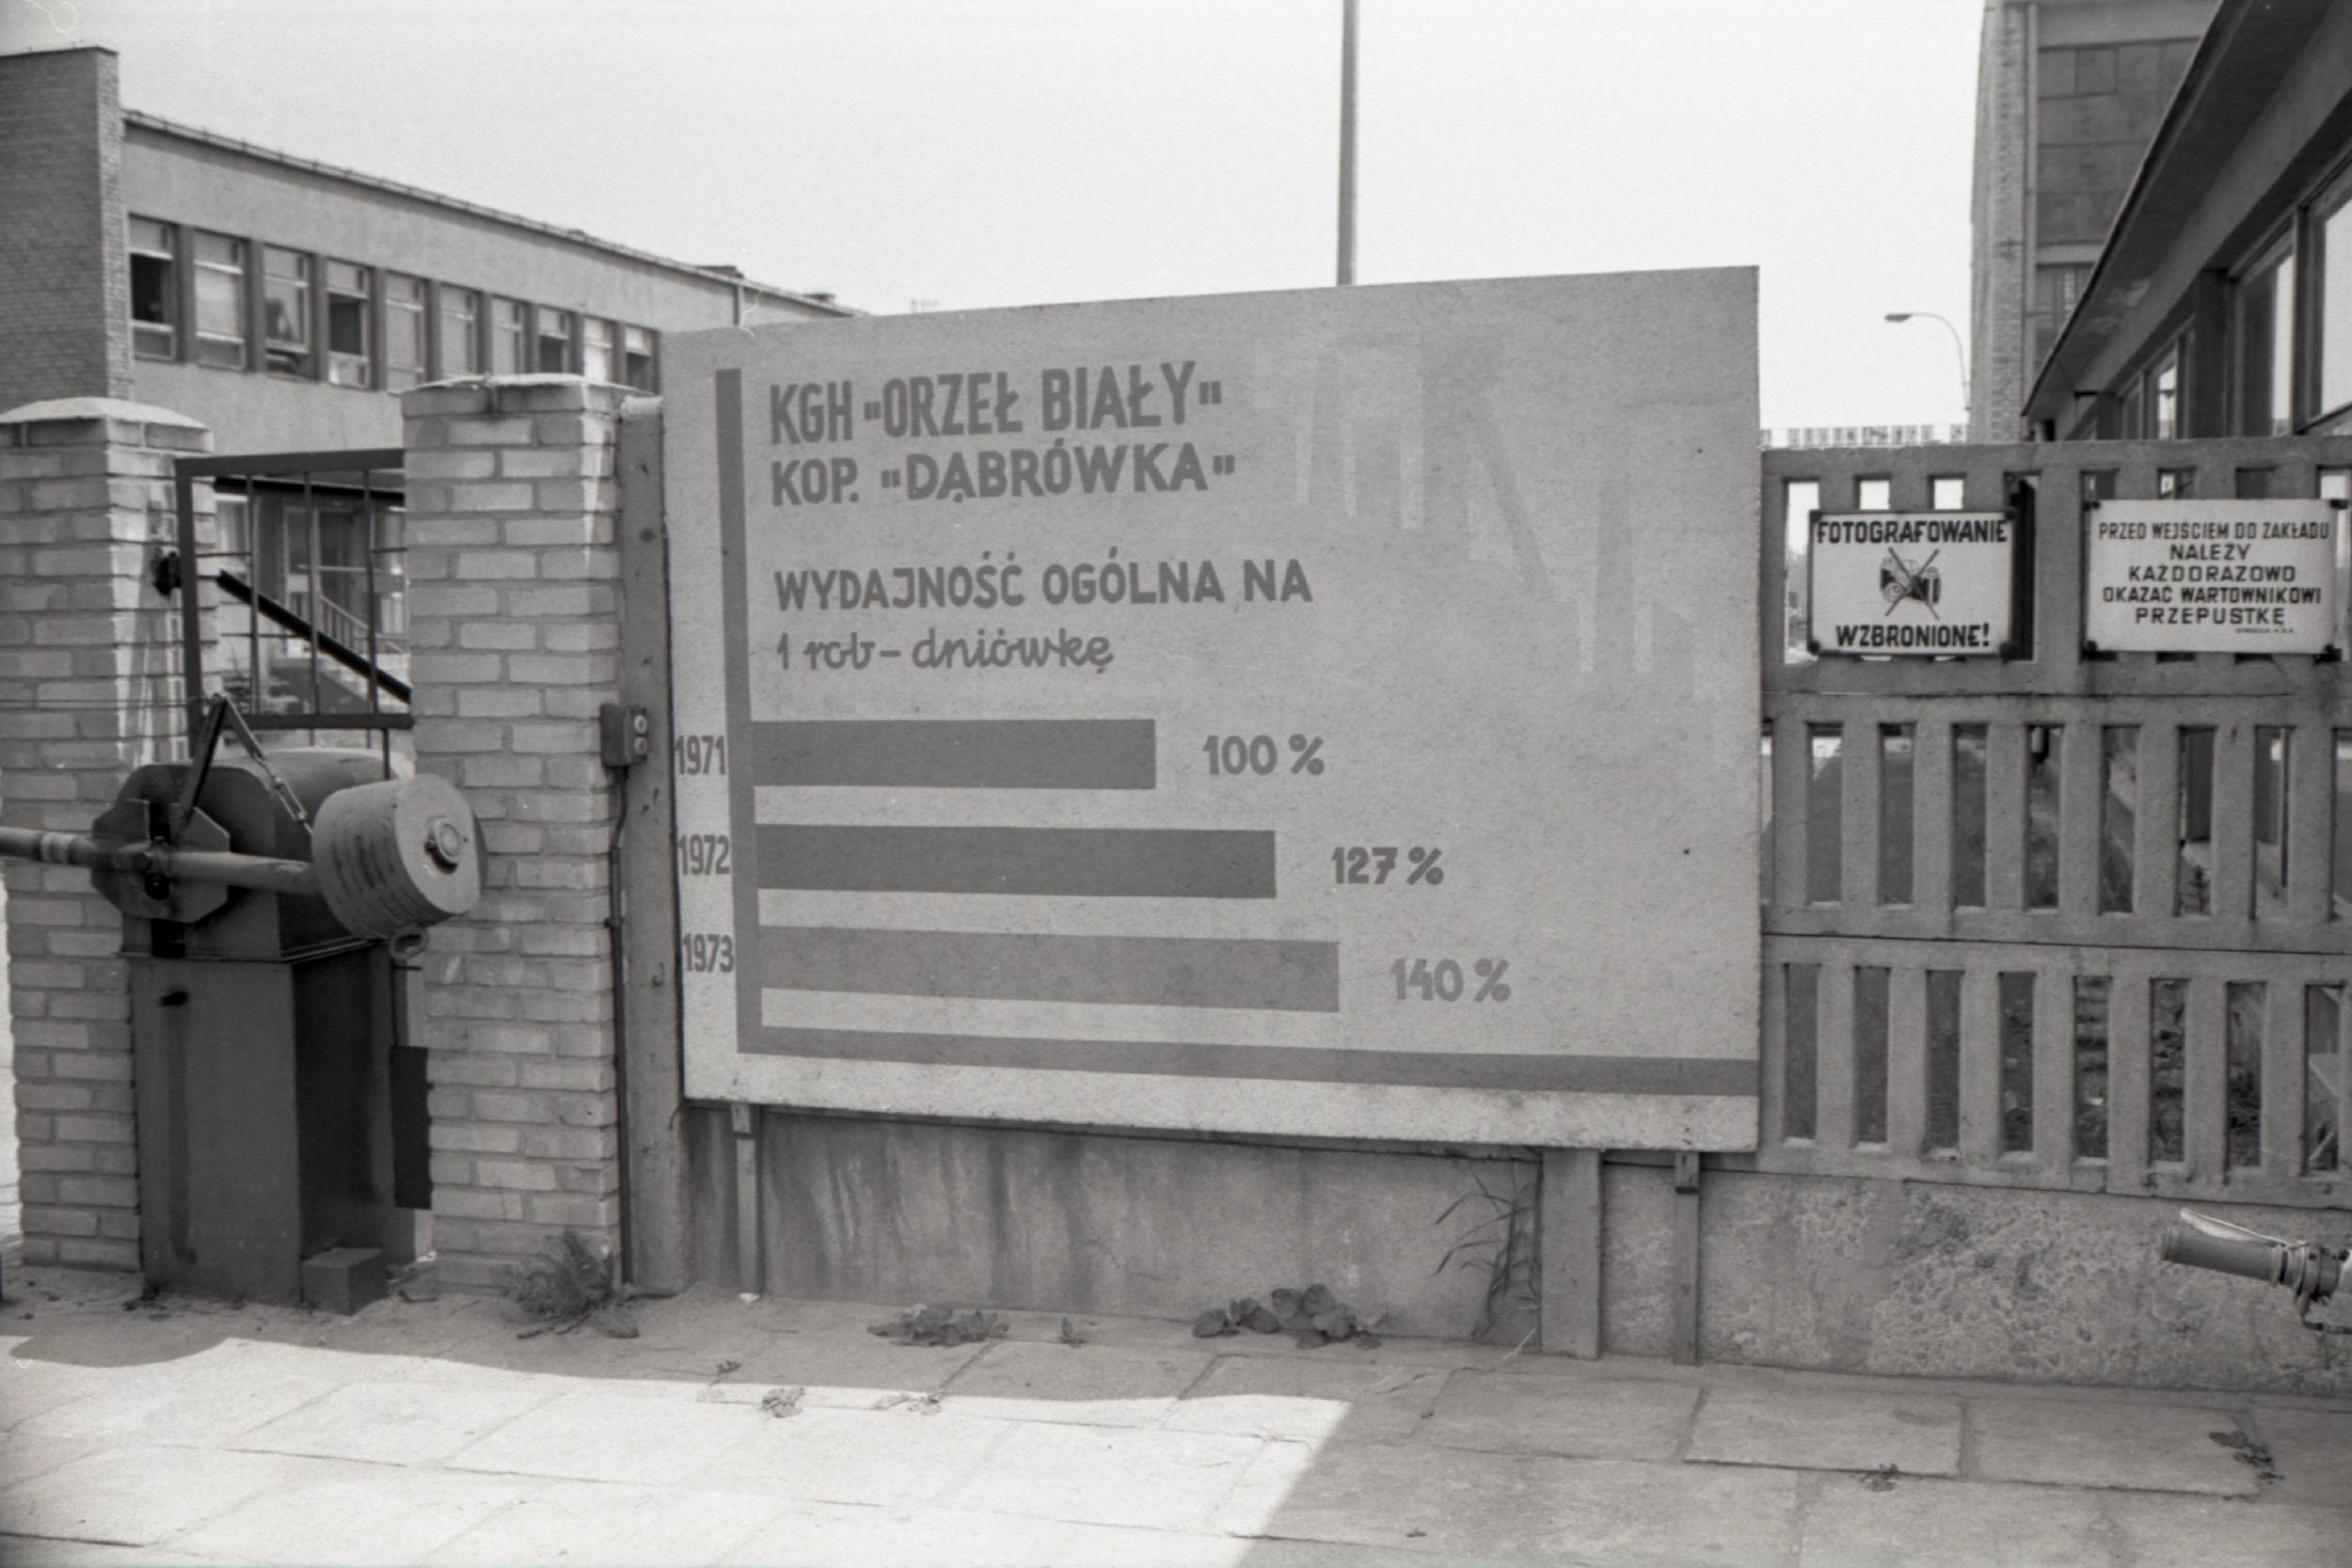 KGH "ORZEŁ BIAŁY"
KOP. "DĄBRÓWKA"
WYDAJNOŚĆ OGÓLNA NA
1 rob-dniówkę
1971 100 %
1972 127 %
1973 140 %
FOTOGRAFOWANIE
WZBRONIONE!
PRZED WEJŚCIEM DO ZAKŁADU
NALEŻY
KAŻDORAZOWO
OKAZAĆ WARTOWNIKOWI
PRZEPUSTKĘ